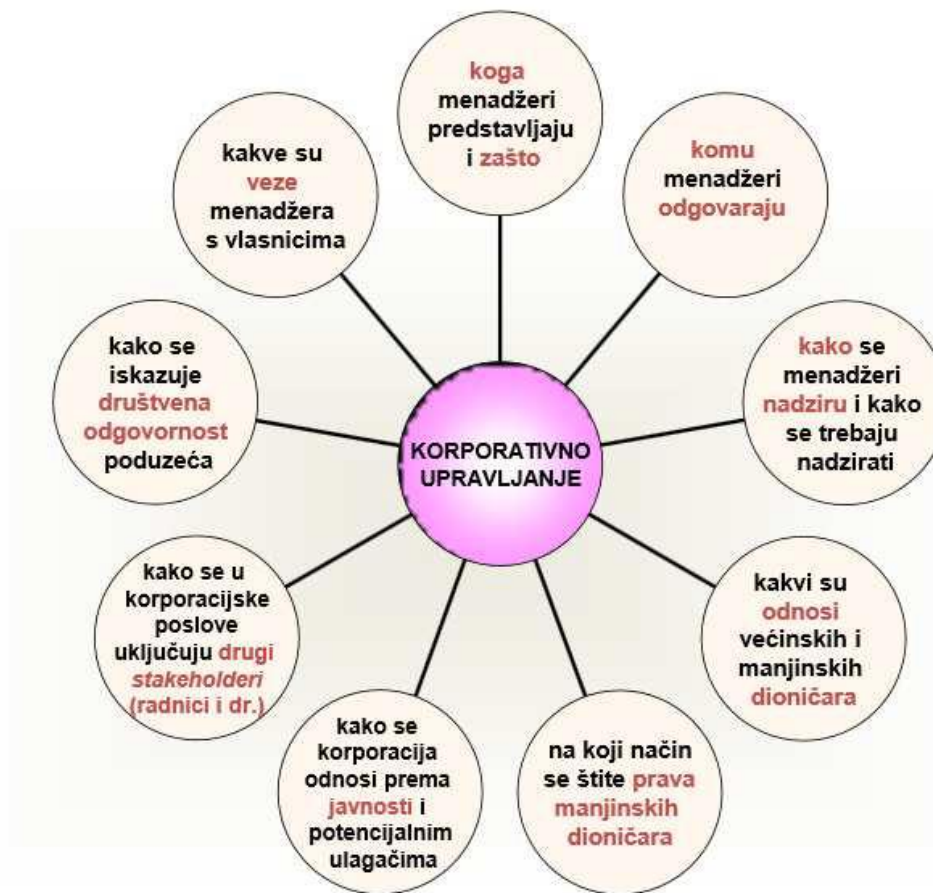 koga
menadžeri
predstavljaju
i zašto
komu
menadžeri
odgovaraju
kako se
menadžeri
nadziru i kako
se trebaju
nadzirati
kakvi su
odnosi
većinskih i
manjinskih
dioničara
na koji način
se štite prava
manjinskih
dioničara
kako se
korporacija
odnosi prema
javnosti i
potencijalnim
ulagačima
kako se u
korporacijske
poslove
uključuju drugi
stakeholderi
(radnici i dr.)
kako se
iskazuje
društvena
odgovornost
poduzeća
kakve su
veze
menadžera
s vlasnicima
KORPORATIVNO
UPRAVLJANJE